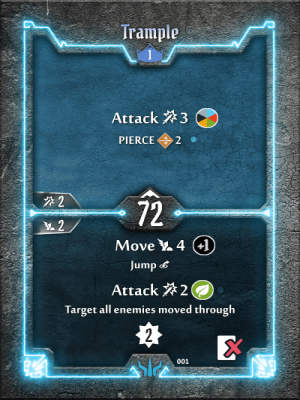 Trample
1
Attack 3
PIERCE 2
2
72
2
Move 4 +1
Jump
Attack 2
Target all enemies moved through
2
001